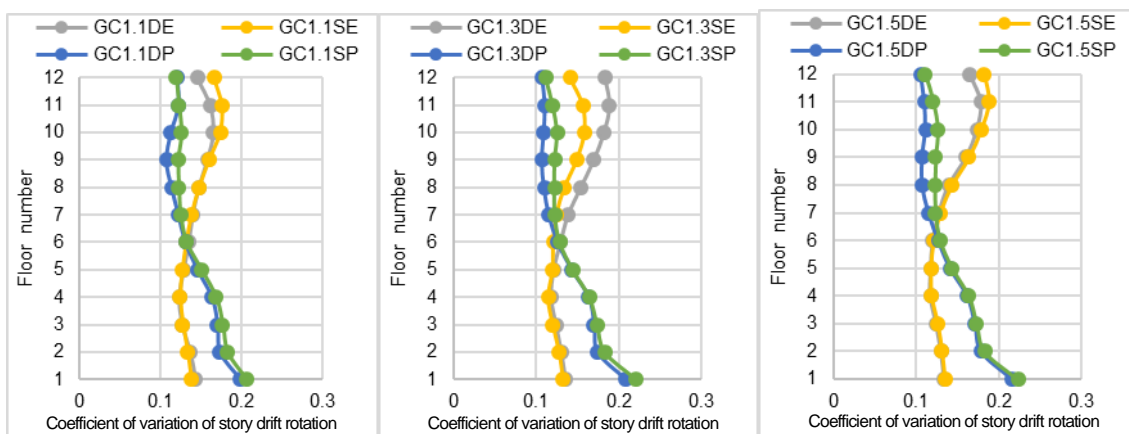 GC1.1DE GC1.1SE
GC1.1DP GC1.1SP
12
11
10
9
8
7
6
5
4
3
2
1
Floor number
0 0.1 0.2 0.3
Coefficient of variation of story drift rotation
GC1.3DE GC1.3SE
GC1.3DP GC1.3SP
12
11
10
9
8
7
6
5
4
3
2
1
Floor number
0 0.1 0.2 0.3
Coefficient of variation of story drift rotation
GC1.5DE GC1.5SE
GC1.5DP GC1.5SP
12
11
10
9
8
7
6
5
4
3
2
1
Floor number
0 0.1 0.2 0.3
Coefficient of variation of story drift rotation